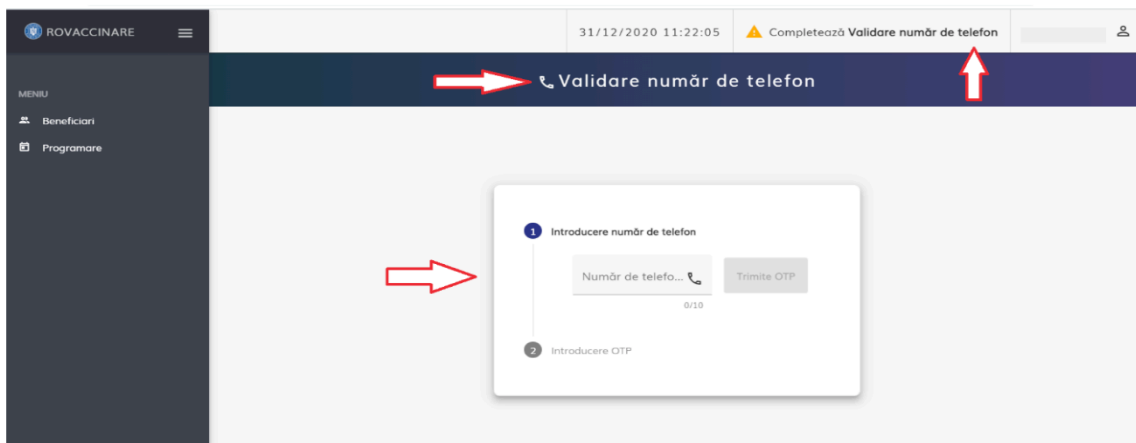 ROVACCINARE
31/12/2020 11:22:05
Completează Validare număr de telefon
Validare număr de telefon
MENIU
Beneficiari
Programare
1 Introducere număr de telefon
Număr de telefo...
Trimite OTP
0/10
2 Introducere OTP